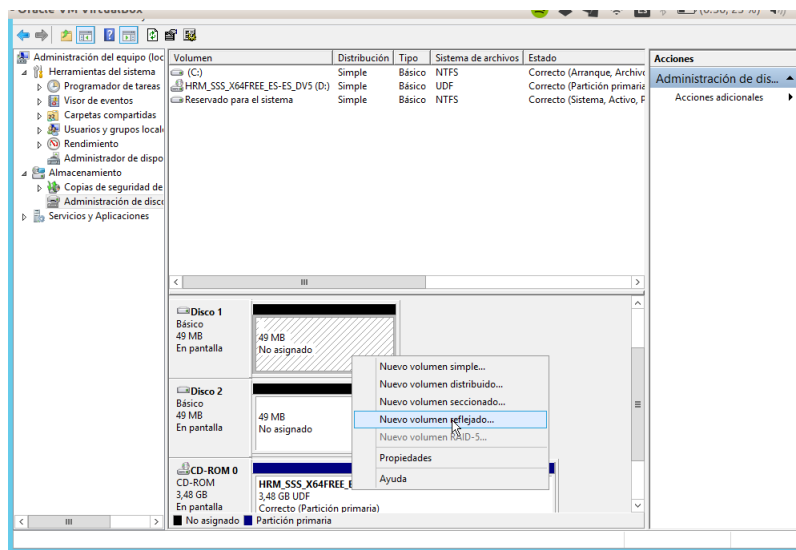 Oracle VM VirtualBox
Administración del equipo (loc
Herramientas del sistema
Programador de tareas
Visor de eventos
Carpetas compartidas
Usuarios y grupos locale
Rendimiento
Administrador de dispo
Almacenamiento
Copias de seguridad de
Administración de disco
Servicios y Aplicaciones
Volumen Distribución Tipo Sistema de archivos Estado
(C:) Simple Básico NTFS Correcto (Arranque, Archivo
HRM_SSS_X64FREE_ES-ES_DV5 (D:) Simple Básico UDF Correcto (Partición primaria
Reservado para el sistema Simple Básico NTFS Correcto (Sistema, Activo, P
Acciones
Administración de dis...
Acciones adicionales
Disco 1
Básico
49 MB
En pantalla
49 MB
No asignado
Nuevo volumen simple...
Nuevo volumen distribuido...
Nuevo volumen seccionado...
Nuevo volumen reflejado...
Nuevo volumen RAID-5...
Propiedades
Ayuda
Disco 2
Básico
49 MB
En pantalla
49 MB
No asignado
CD-ROM 0
CD-ROM
3,48 GB
En pantalla
HRM_SSS_X64FREE_E
3,48 GB UDF
Correcto (Partición primaria)
No asignado Partición primaria